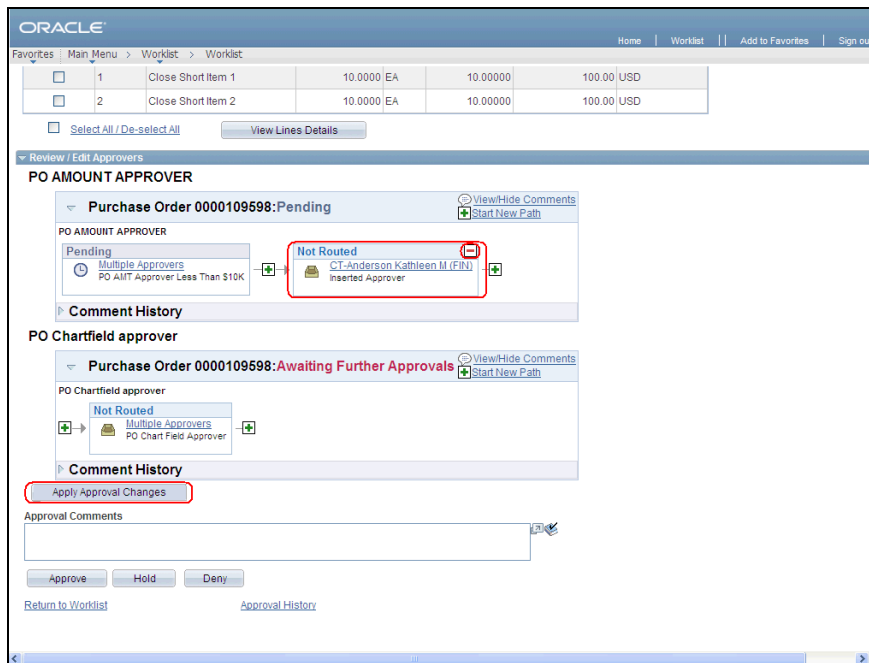 ORACLE
Home | Worklist || Add to Favorites | Sign ou
Favorites Main Menu > Worklist > Worklist
1 Close Short Item 1 10.0000 EA 10.00000 100.00 USD
2 Close Short Item 2 10.0000 EA 10.00000 100.00 USD
Select All / De-select All View Lines Details
Review / Edit Approvers
PO AMOUNT APPROVER
Purchase Order 0000109598:Pending View/Hide Comments
Start New Path
PO AMOUNT APPROVER
Pending Not Routed
Multiple Approvers CT-Anderson Kathleen M (FIN)
PO AMT Approver Less Than $10K Inserted Approver
Comment History
PO Chartfield approver
Purchase Order 0000109598:Awaiting Further Approvals View/Hide Comments
Start New Path
PO Chartfield approver
Not Routed
Multiple Approvers
PO Chart Field Approver
Comment History
Apply Approval Changes
Approval Comments
Approve Hold Deny
Return to Worklist Approval History